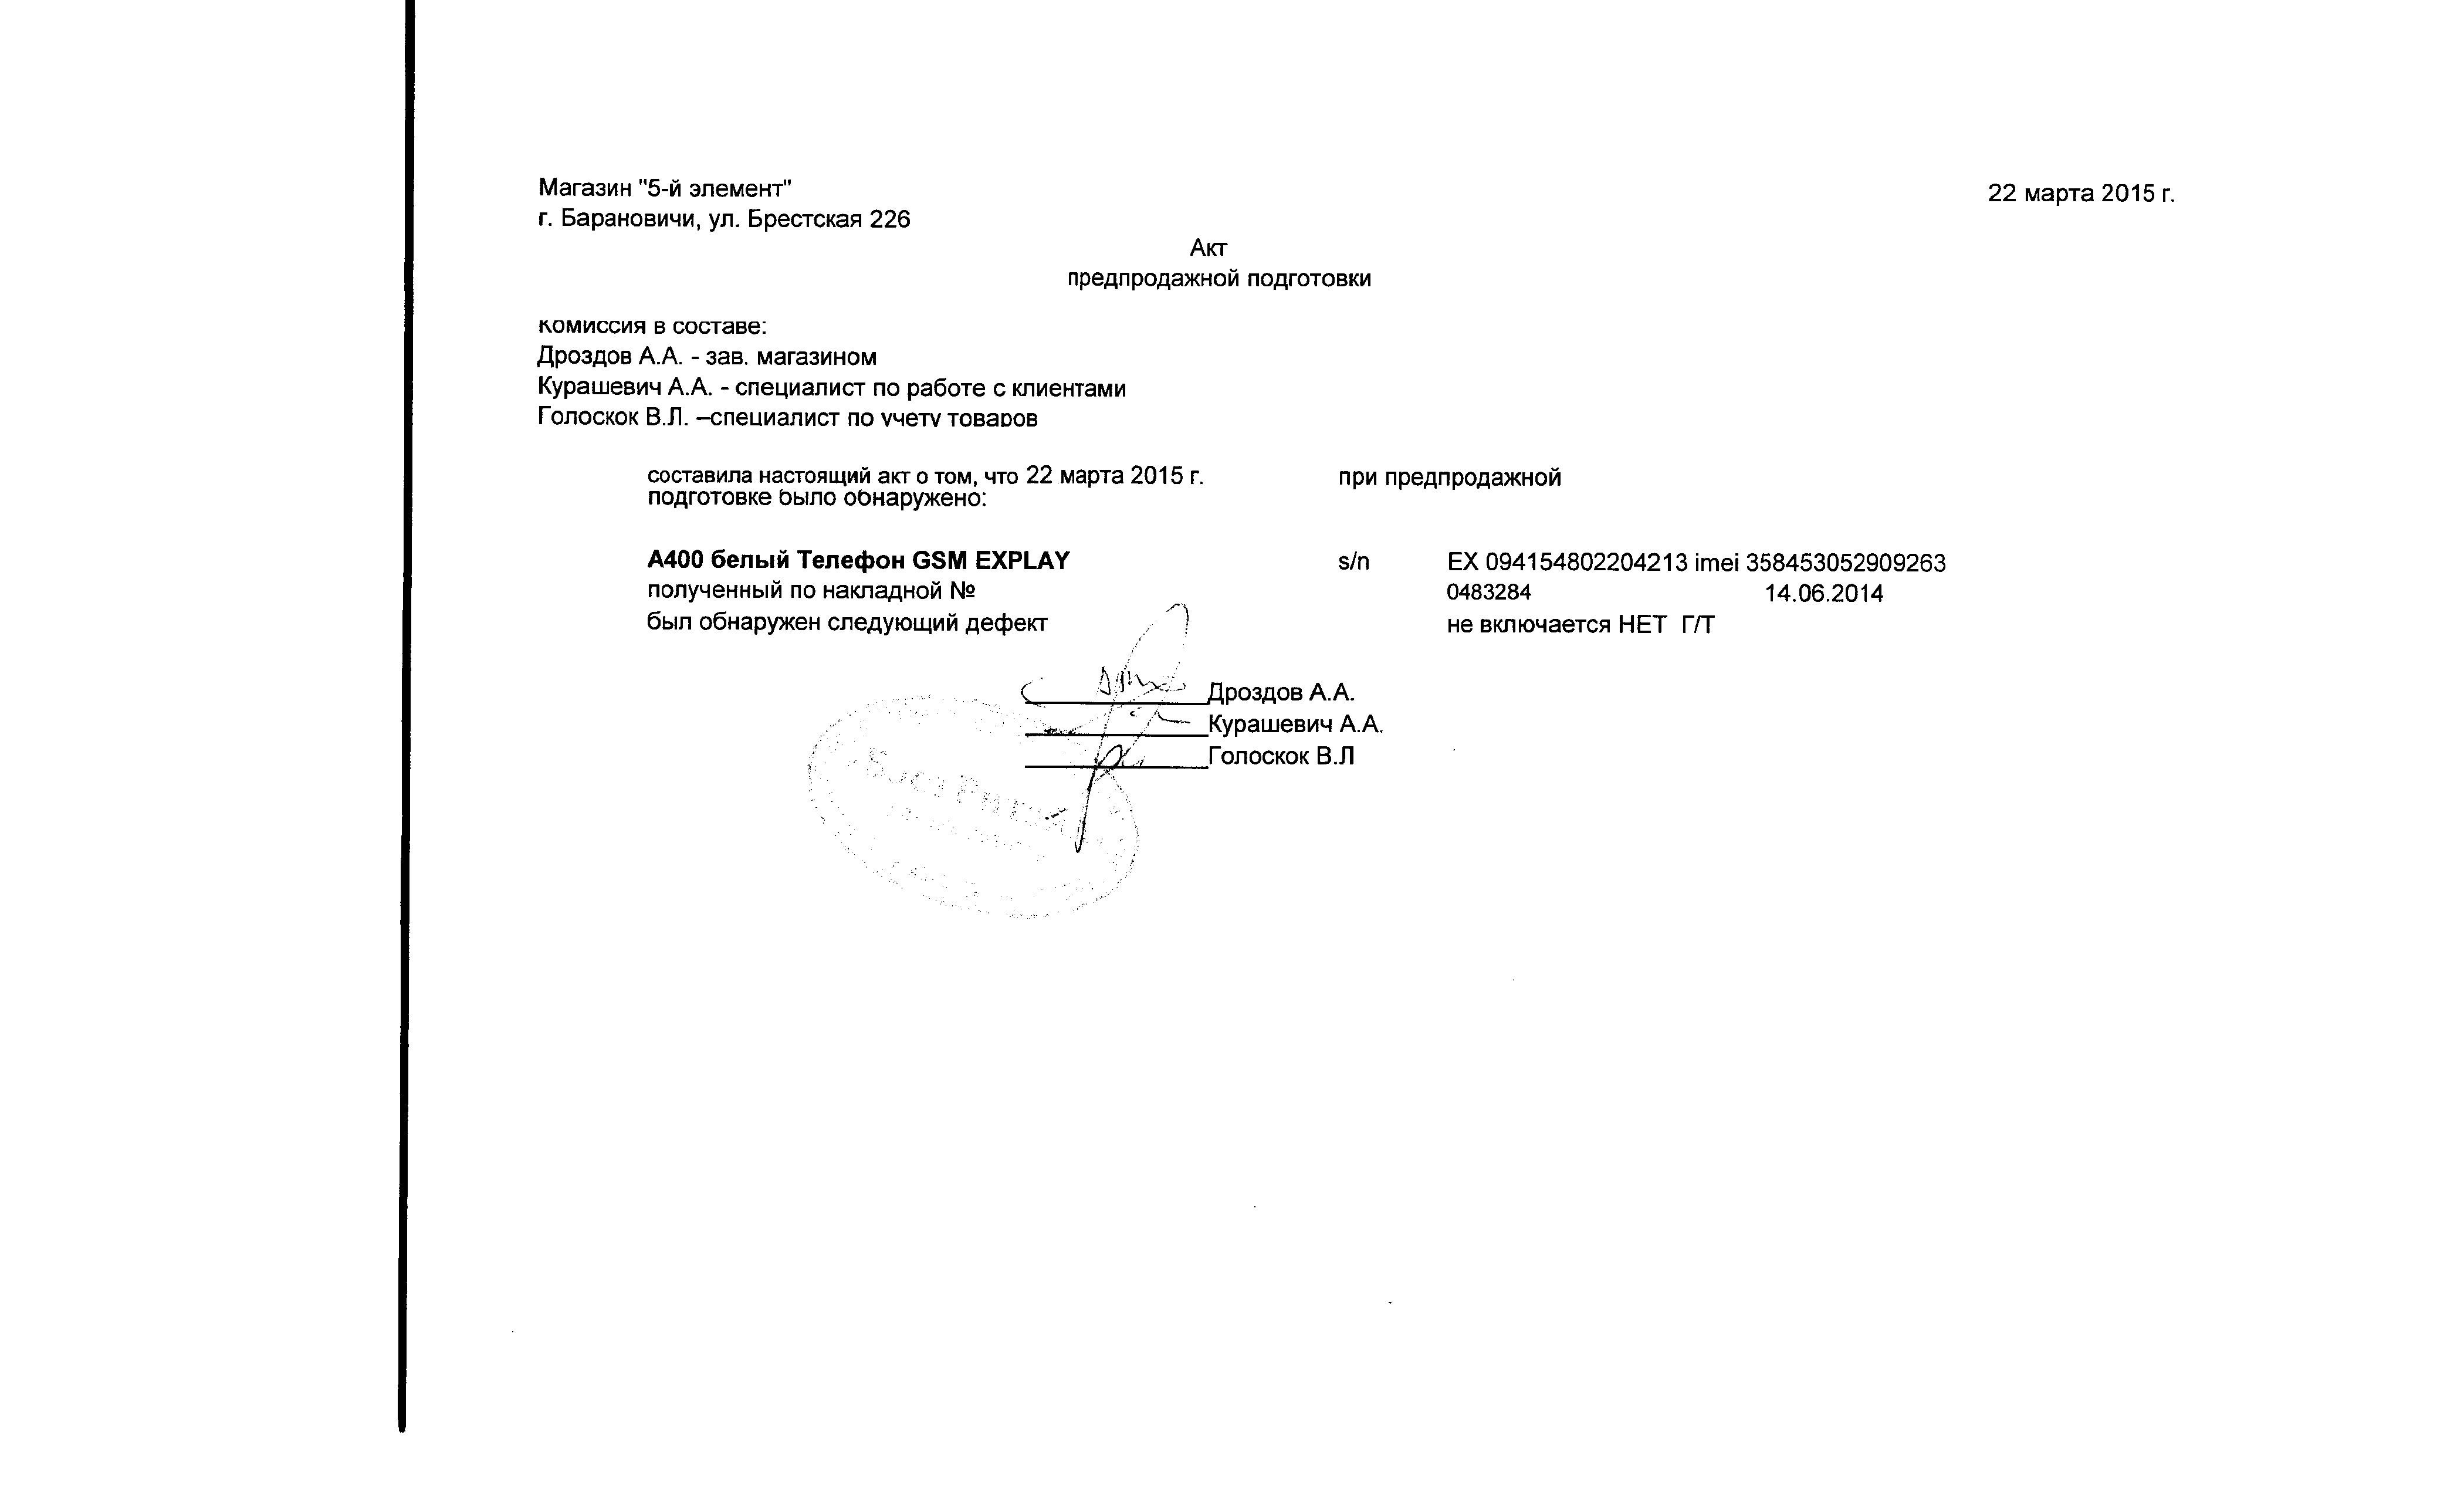 Магазин "5-й элемент"
22 марта 2015 г.
г. Барановичи, ул. Брестская 226
Акт
предпродажной подготовки
комиссия в составе:
Дроздов А.А. - зав. магазином
Курашевич А.А. - специалист по работе с клиентами
Голоскок В.Л. –специалист по учету товаров
составила настоящий акт о том, что 22 марта 2015 г. при предпродажной
подготовке было обнаружено:
А400 белый Телефон GSM EXPLAY s/n EX 094154802204213 imei 358453052909263
полученный по накладной № 0483284 14.06.2014
был обнаружен следующий дефект не включается НЕТ Г/Т
Дроздов А.А.
Курашевич А.А.
Голоскок В.Л